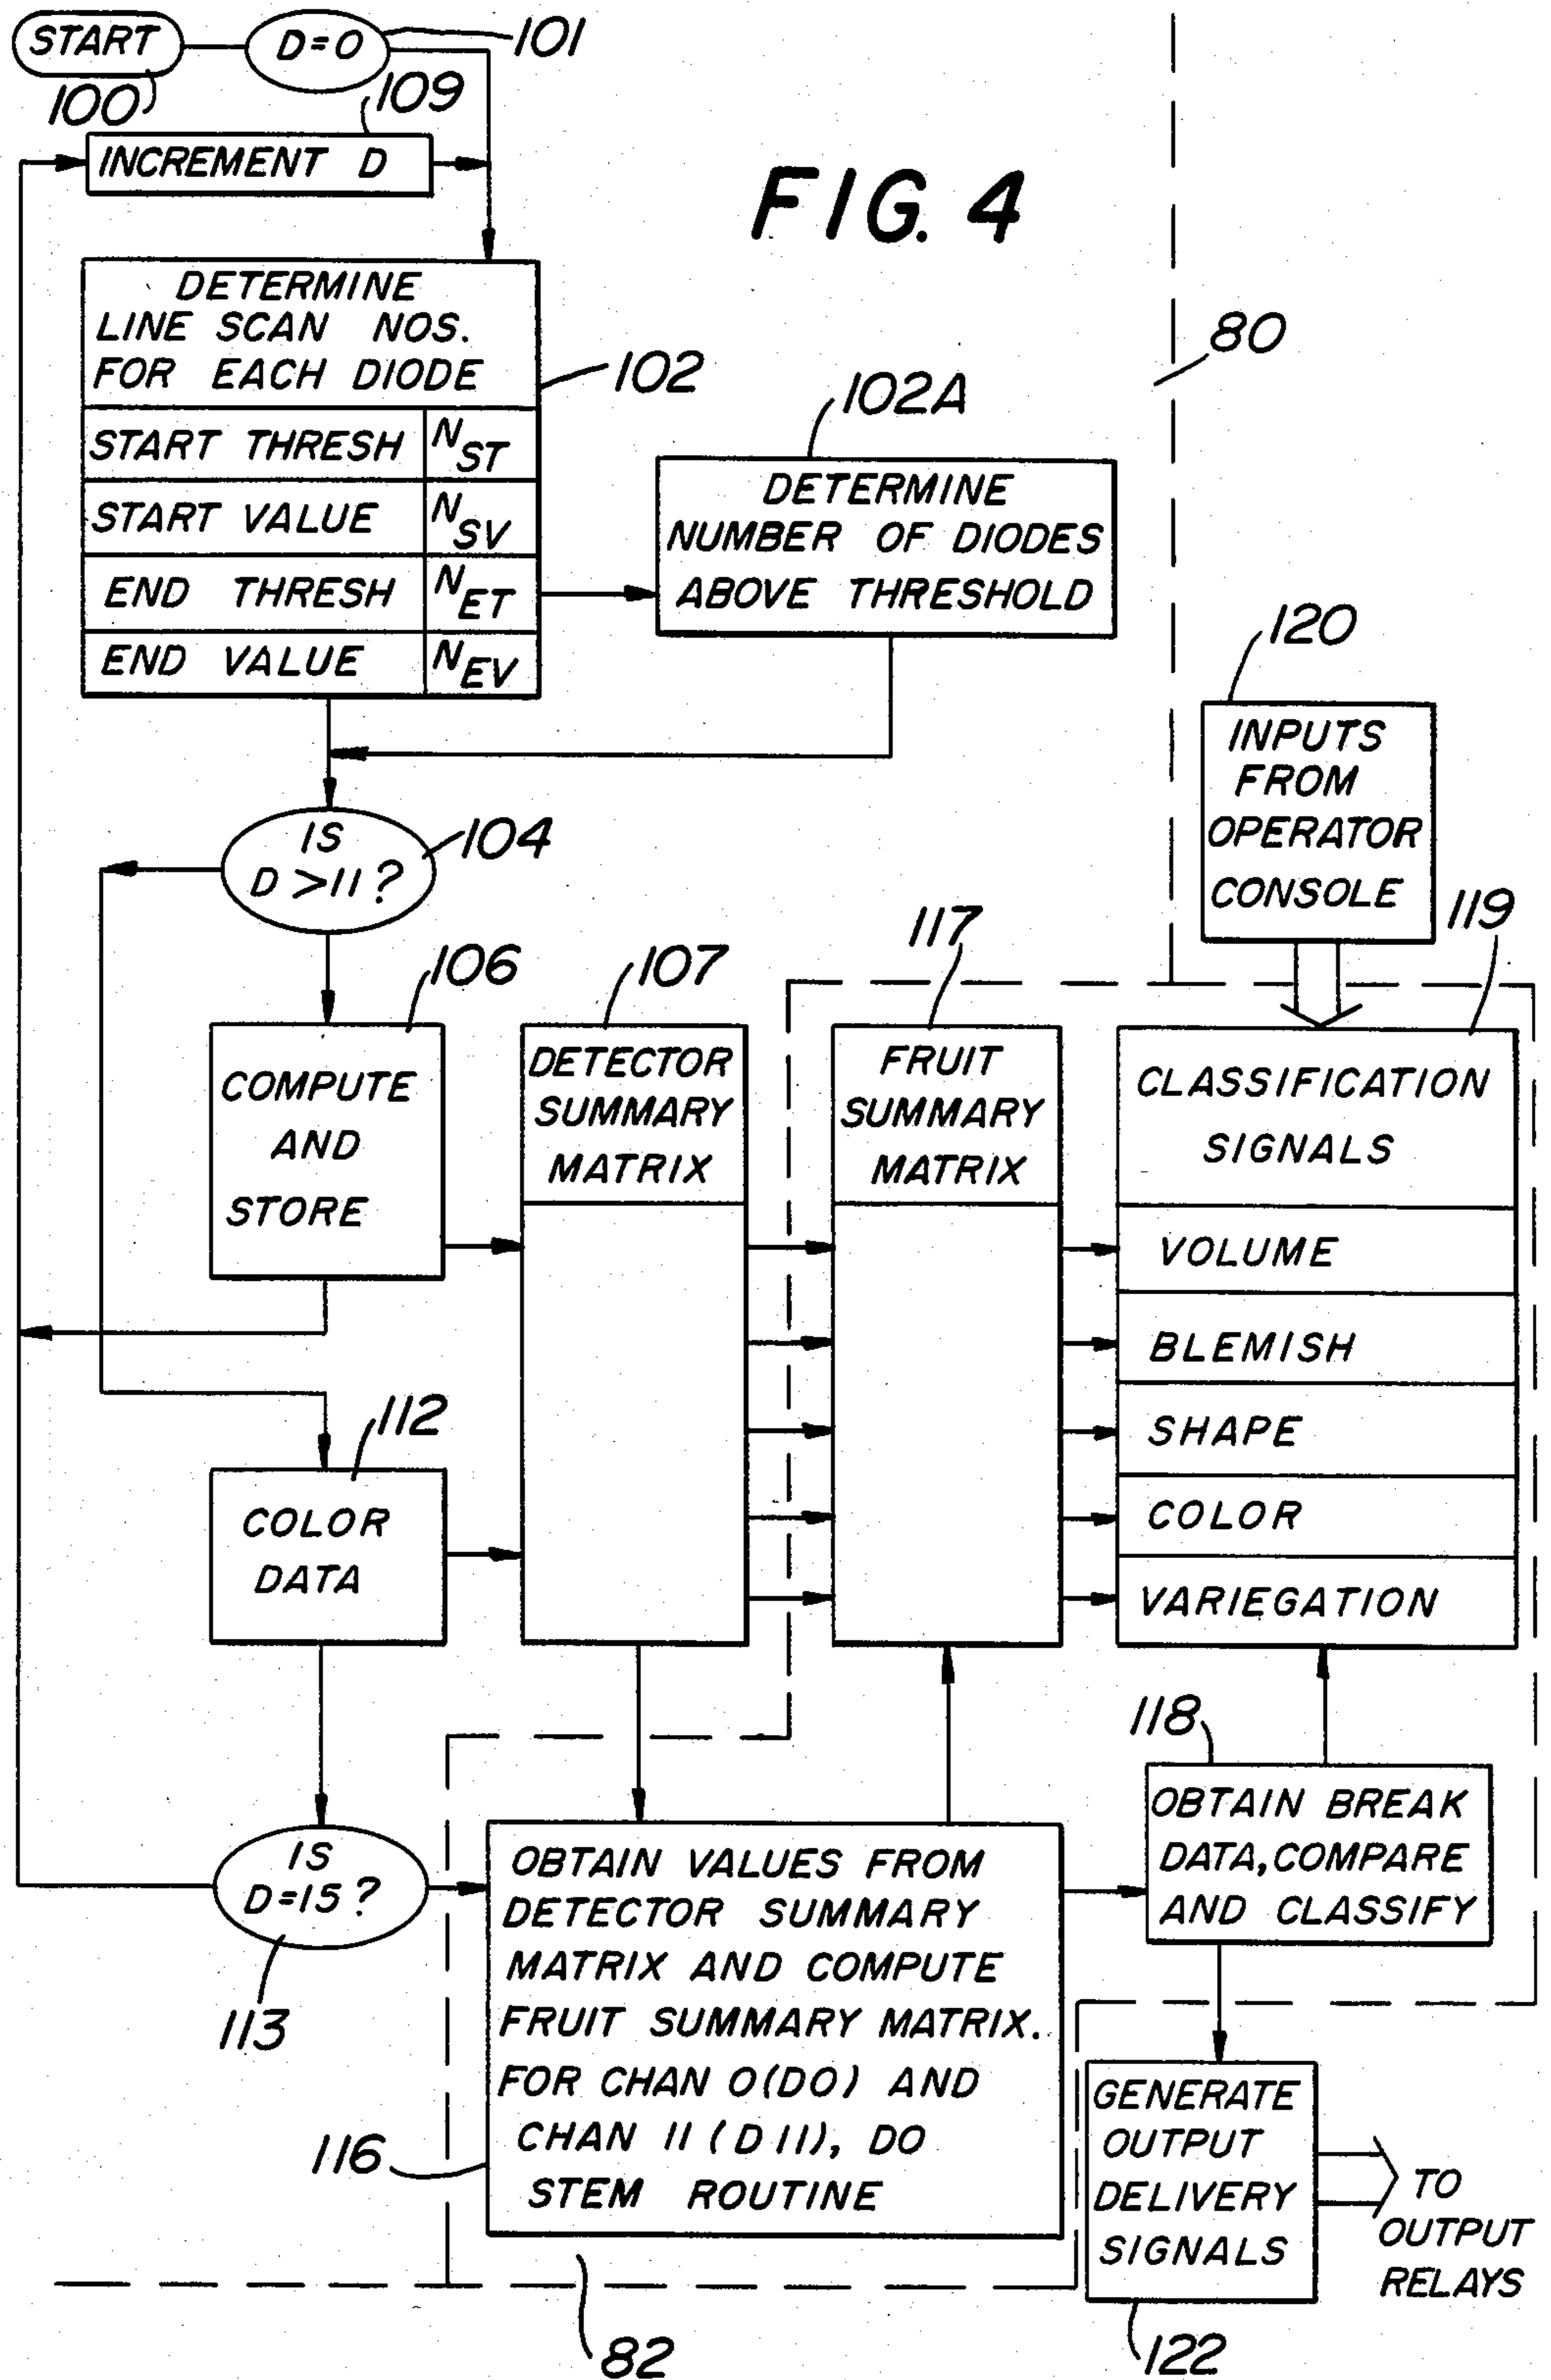 START
D=0
101
100
109
INCREMENT D
FIG. 4
DETERMINE
LINE SCAN NOS.
FOR EACH DIODE
102
START THRESH NST
START VALUE NSV
END THRESH NET
END VALUE NEV
102A
DETERMINE
NUMBER OF DIODES
ABOVE THRESHOLD
80
120
INPUTS
FROM
OPERATOR
CONSOLE
IS
D >11 ?
104
106
COMPUTE
AND
STORE
107
DETECTOR
SUMMARY
MATRIX
117
FRUIT
SUMMARY
MATRIX
119
CLASSIFICATION
SIGNALS
VOLUME
BLEMISH
SHAPE
COLOR
VARIEGATION
112
COLOR
DATA
IS
D=15 ?
113
OBTAIN VALUES FROM
DETECTOR SUMMARY
MATRIX AND COMPUTE
FRUIT SUMMARY MATRIX.
FOR CHAN 0(D0) AND
CHAN 11 (D11), DO
STEM ROUTINE
116
82
118
OBTAIN BREAK
DATA, COMPARE
AND CLASSIFY
GENERATE
OUTPUT
DELIVERY
SIGNALS
122
TO
OUTPUT
RELAYS